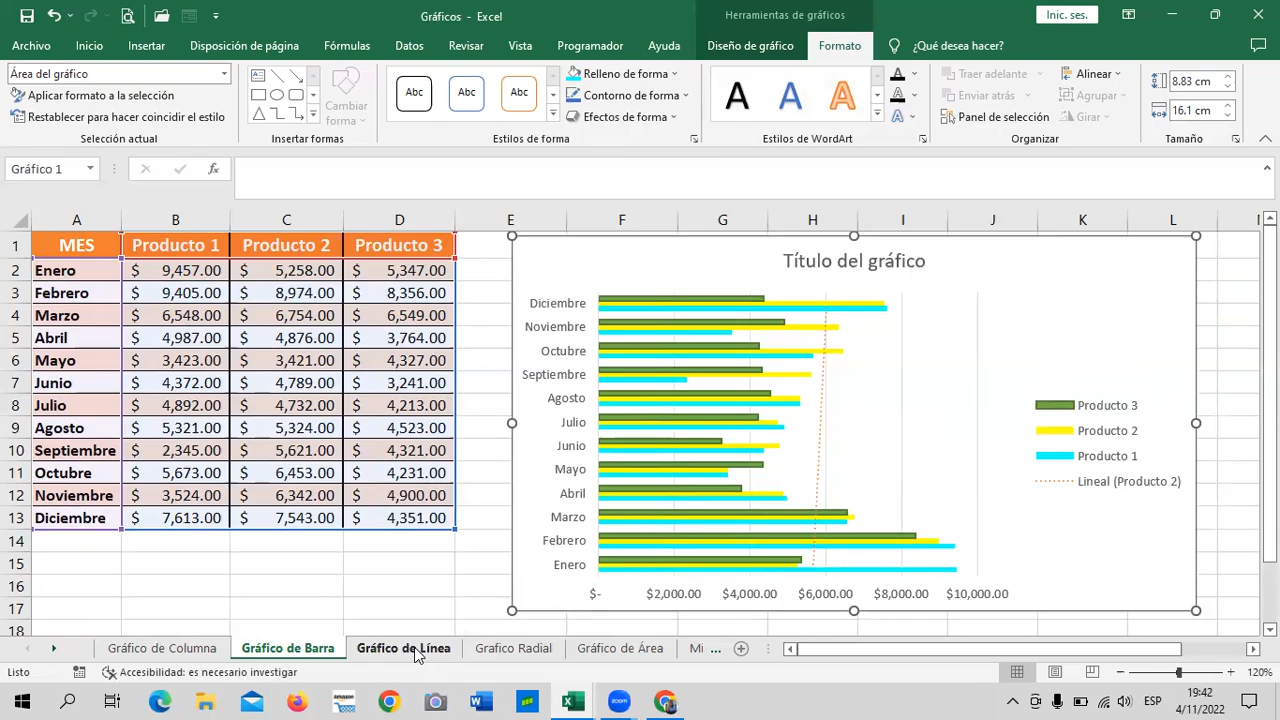 Gráficos - Excel
Herramientas de gráficos
Inic. ses.
Archivo Inicio Insertar Disposición de página Fórmulas Datos Revisar Vista Programador Ayuda Diseño de gráfico Formato ¿Qué desea hacer?
Área del gráfico
Aplicar formato a la selección
Restablecer para hacer coincidir el estilo
Selección actual
Cambiar forma
Insertar formas
Abc Abc Abc
Relleno de forma
Contorno de forma
Efectos de forma
Estilos de forma
A A A
Estilos de WordArt
Traer adelante
Enviar atrás
Panel de selección
Alinear
Agrupar
Girar
Organizar
8.83 cm
16.1 cm
Tamaño
Gráfico 1
fx
A B C D E F G H I J K L
1 MES Producto 1 Producto 2 Producto 3
2 Enero $ 9,457.00 $ 5,258.00 $ 5,347.00
3 Febrero $ 9,405.00 $ 8,974.00 $ 8,356.00
4 Marzo $ 6,548.00 $ 6,754.00 $ 6,549.00
5 Abril $ 4,987.00 $ 4,876.00 $ 3,764.00
6 Mayo $ 3,423.00 $ 3,421.00 $ 4,327.00
7 Junio $ 4,372.00 $ 4,789.00 $ 3,241.00
8 Julio $ 4,892.00 $ 4,732.00 $ 4,213.00
9 Agosto $ 5,321.00 $ 5,324.00 $ 4,523.00
10 Septiembre $ 2,345.00 $ 5,621.00 $ 4,321.00
11 Octubre $ 5,673.00 $ 6,453.00 $ 4,231.00
12 Noviembre $ 3,524.00 $ 6,342.00 $ 4,900.00
13 Diciembre $ 7,613.00 $ 7,543.00 $ 4,351.00
14
15
16
17
18
Título del gráfico
Diciembre
Noviembre
Octubre
Septiembre
Agosto
Julio
Junio
Mayo
Abril
Marzo
Febrero
Enero
$- $2,000.00 $4,000.00 $6,000.00 $8,000.00 $10,000.00
Producto 3
Producto 2
Producto 1
Lineal (Producto 2)
Gráfico de Columna Gráfico de Barra Gráfico de Línea Grafico Radial Gráfico de Área Mi ...
Listo Accesibilidad: es necesario investigar 120%
amazon
zoom
ESP
19:42
4/11/2022